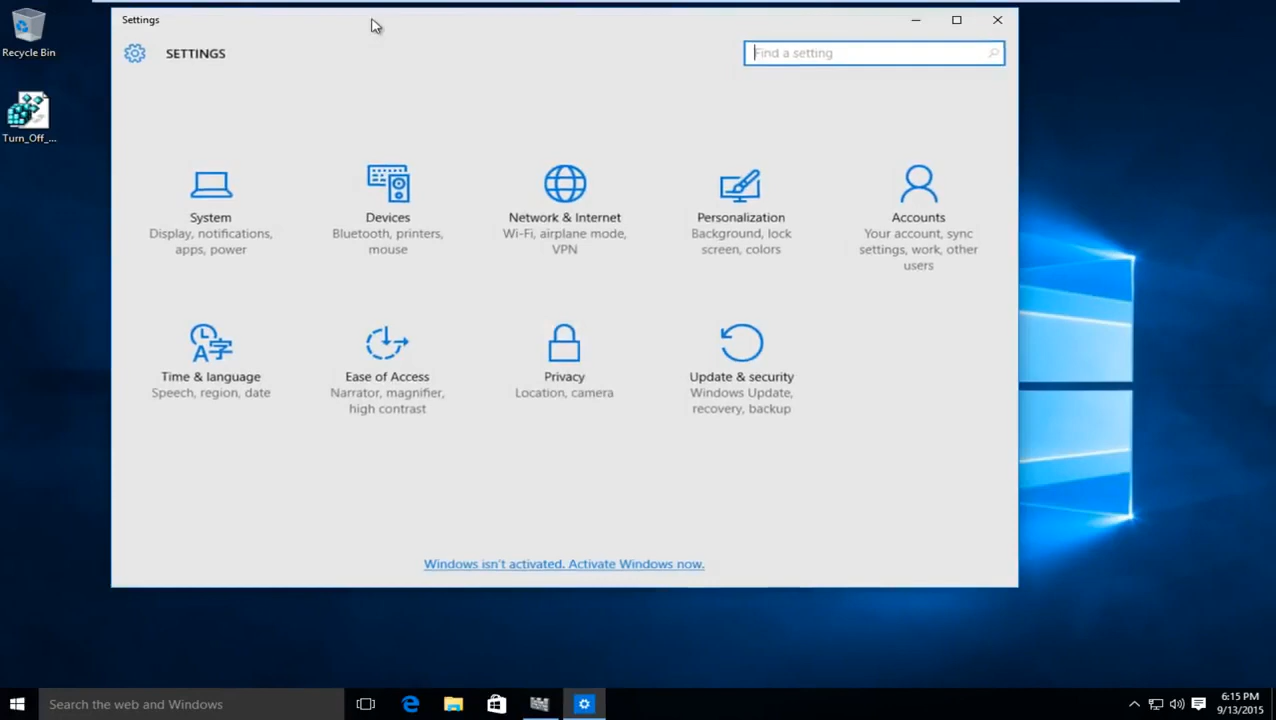 Settings
SETTINGS
Find a setting
Recycle Bin
Turn_Off_...
System
Display, notifications,
apps, power
Devices
Bluetooth, printers,
mouse
Network & Internet
Wi-Fi, airplane mode,
VPN
Personalization
Background, lock
screen, colors
Accounts
Your account, sync
settings, work, other
users
Time & language
Speech, region, date
Ease of Access
Narrator, magnifier,
high contrast
Privacy
Location, camera
Update & security
Windows Update,
recovery, backup
Windows isn't activated. Activate Windows now.
Search the web and Windows
6:15 PM
9/13/2015